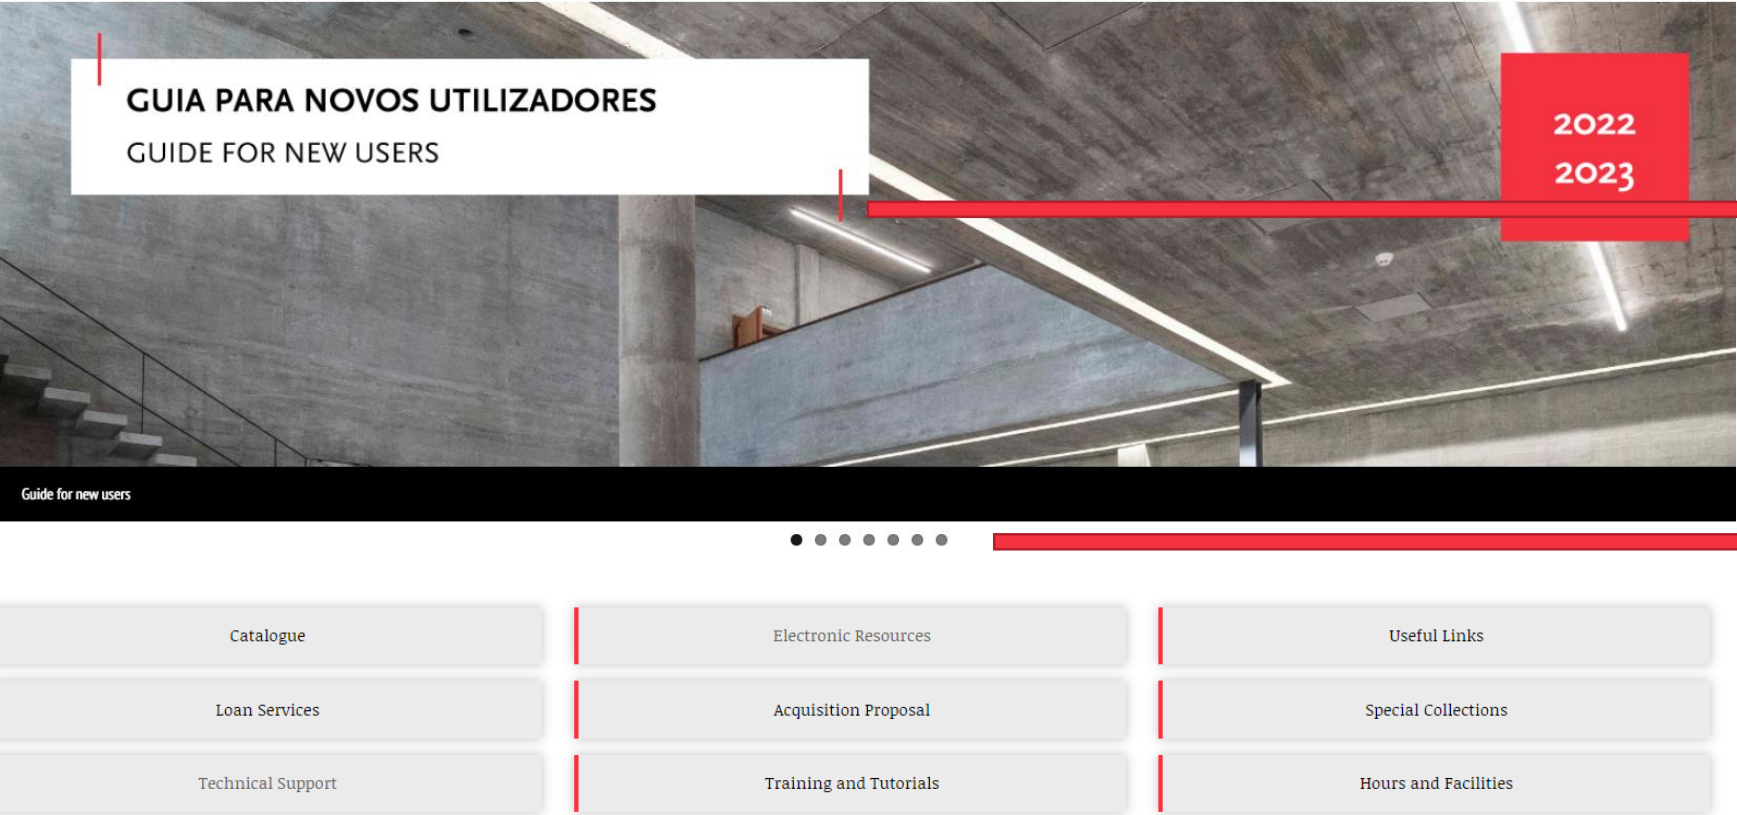 GUIA PARA NOVOS UTILIZADORES
GUIDE FOR NEW USERS
2022
2023
Guide for new users
Catalogue
Electronic Resources
Useful Links
Loan Services
Acquisition Proposal
Special Collections
Technical Support
Training and Tutorials
Hours and Facilities